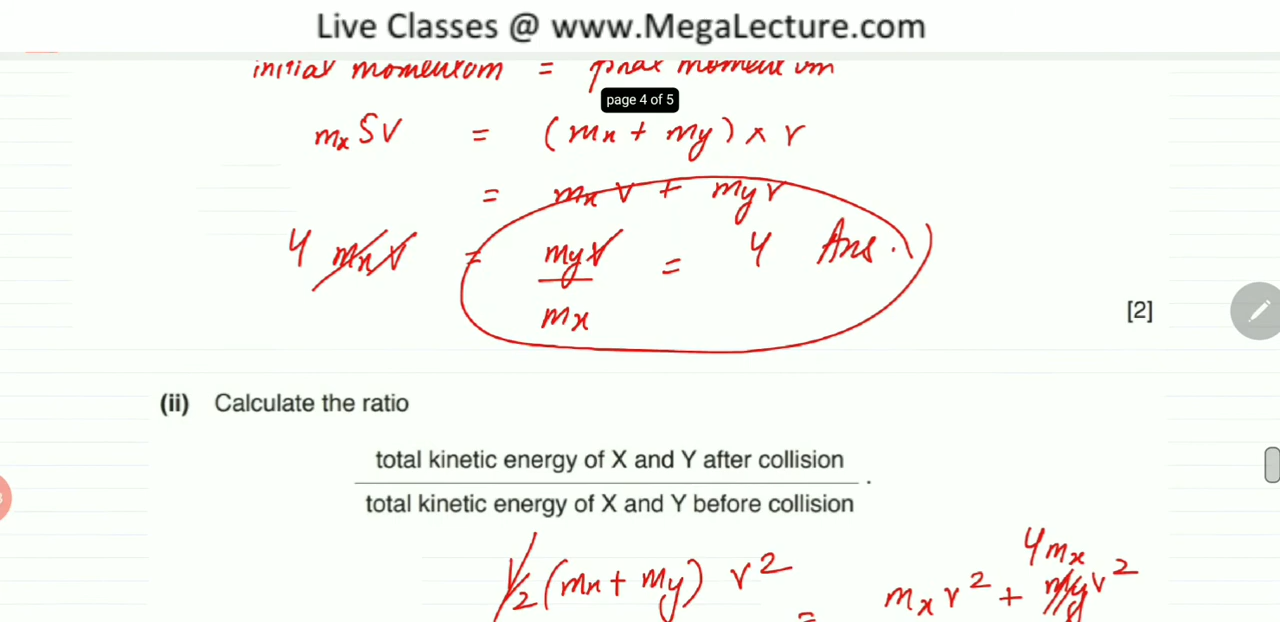 Live Classes @ www.MegaLecture.com
initial momentum = final momentum
page 4 of 5
mx 5V = (mx + my) × v
= mx v + my v
4 mx v = my v / mx = 4 Ans.
[2]
(ii) Calculate the ratio
total kinetic energy of X and Y after collision
total kinetic energy of X and Y before collision .
4mx
1/2 (mx + my) v² = mx v² + my v²